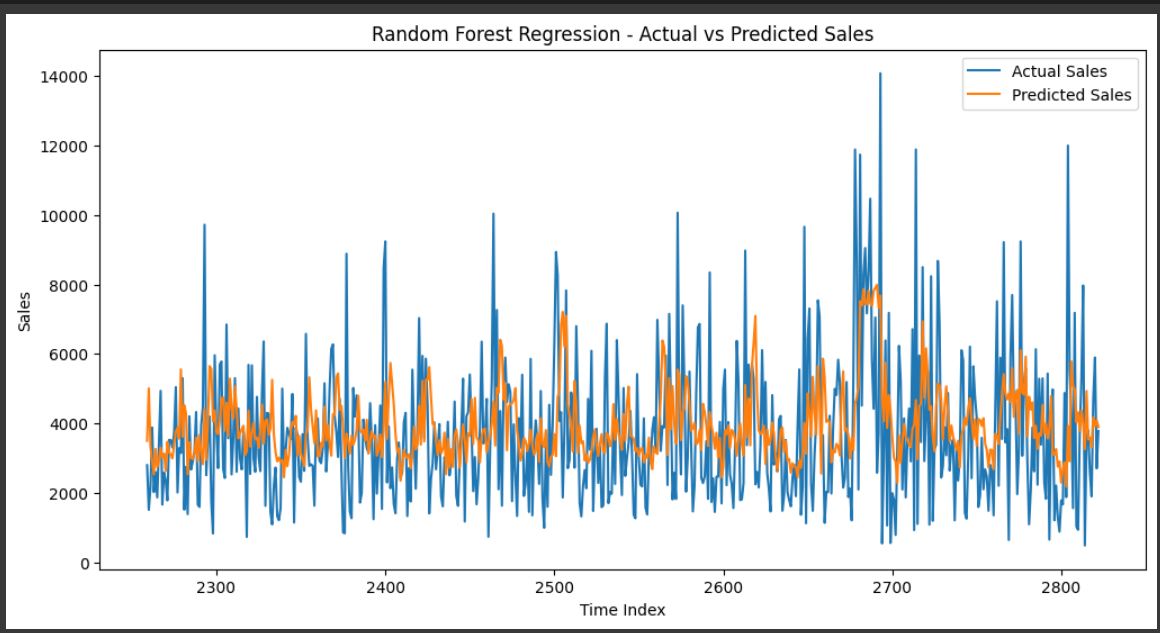 Random Forest Regression - Actual vs Predicted Sales
Actual Sales
Predicted Sales
14000
12000
10000
8000
6000
4000
2000
0
Sales
2300
2400
2500
2600
2700
2800
Time Index